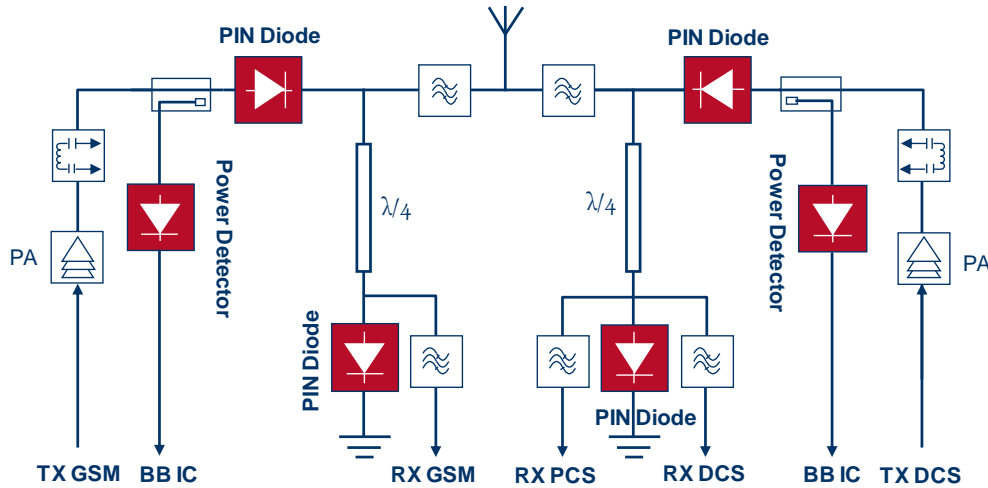 PIN Diode
PIN Diode
Power Detector
λ/4
λ/4
Power Detector
PA
PA
PIN Diode
PIN Diode
TX GSM
BB IC
RX GSM
RX PCS
RX DCS
BB IC
TX DCS